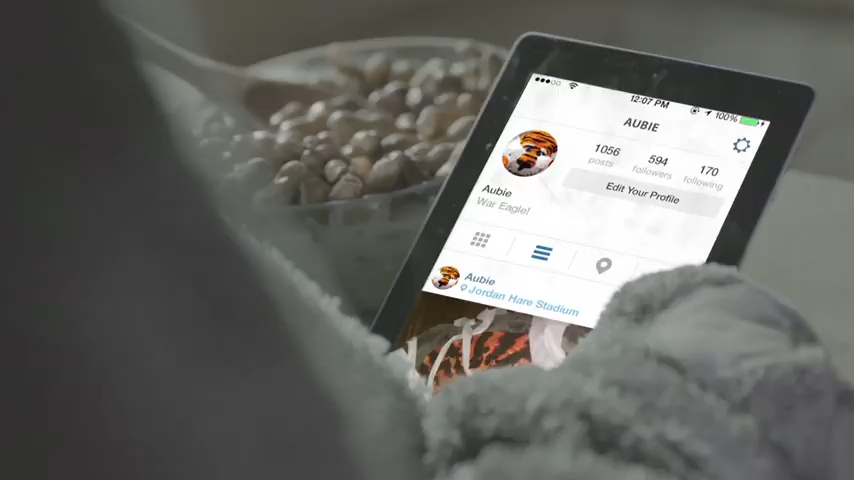 12:07 PM
100%
AUBIE
1056
posts
594
followers
170
following
Edit Your Profile
Aubie
War Eagle!
Aubie
Jordan Hare Stadium